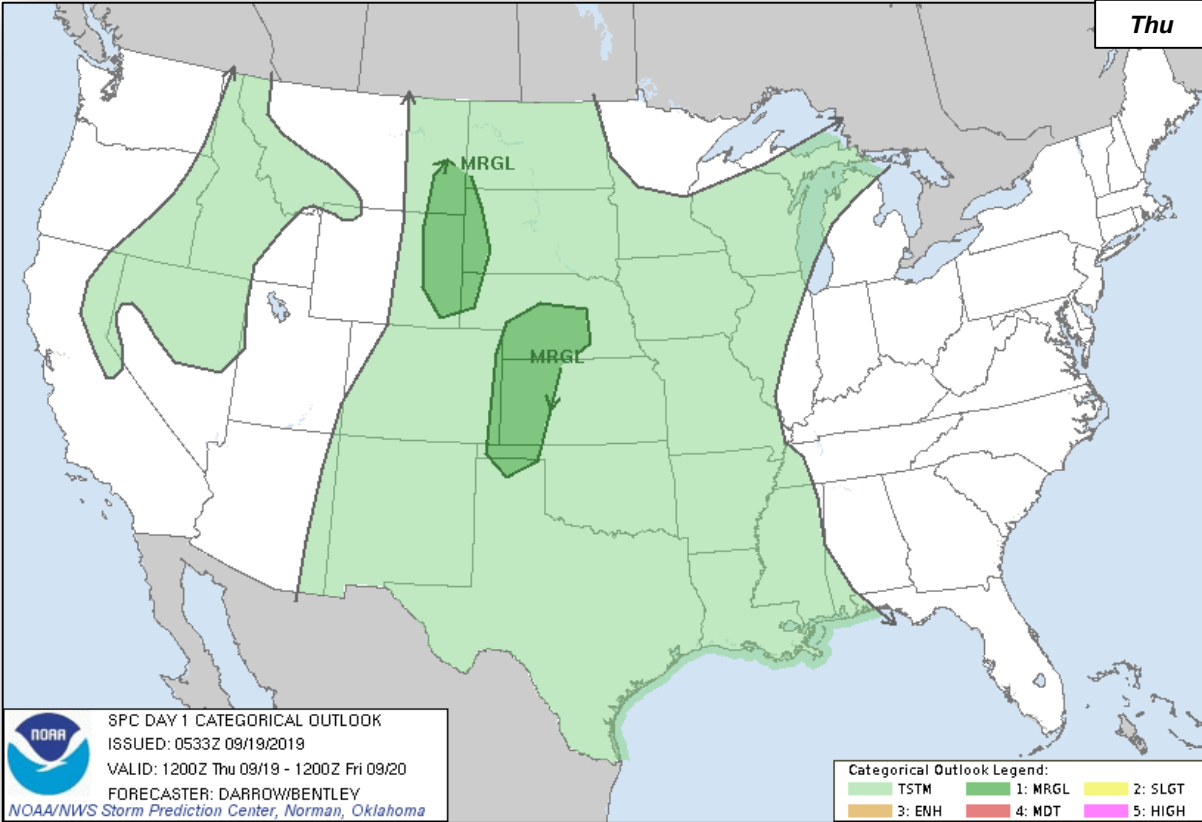 Thu
MRGL
MRGL
NOAA
SPC DAY 1 CATEGORICAL OUTLOOK
ISSUED: 0533Z 09/19/2019
VALID: 1200Z Thu 09/19 - 1200Z Fri 09/20
FORECASTER: DARROW/BENTLEY
NOAA/NWS Storm Prediction Center, Norman, Oklahoma
Categorical Outlook Legend:
TSTM 1: MRGL 2: SLGT
3: ENH 4: MDT 5: HIGH